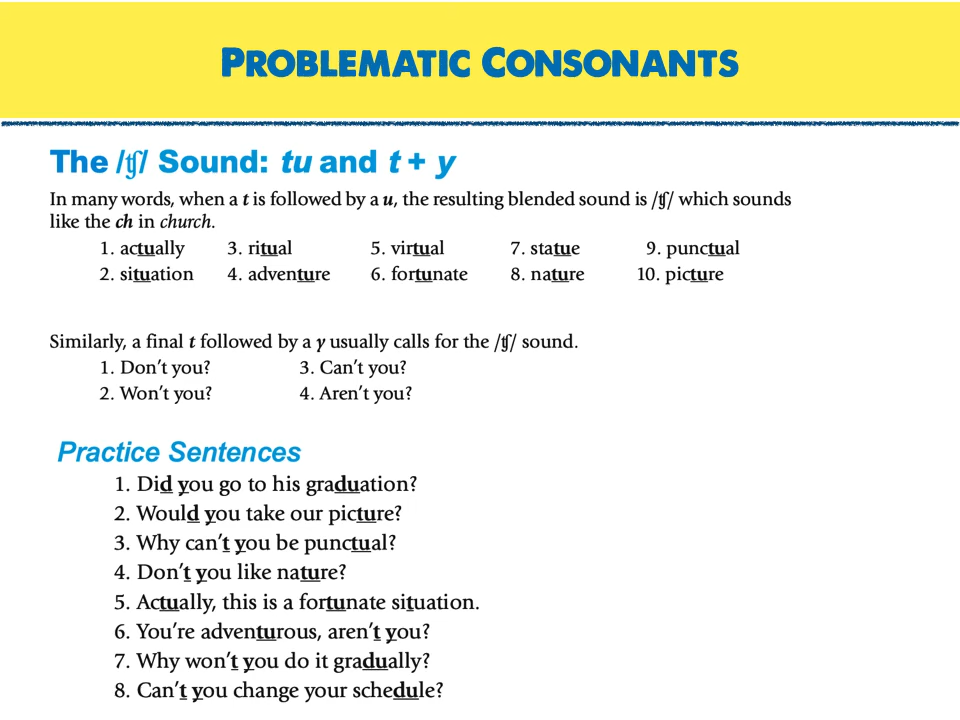 PROBLEMATIC CONSONANTS
The /ʧ/ Sound: tu and t + y
In many words, when a t is followed by a u, the resulting blended sound is /ʧ/ which sounds
like the ch in church.
1. actually 3. ritual 5. virtual 7. statue 9. punctual
2. situation 4. adventure 6. fortunate 8. nature 10. picture
Similarly, a final t followed by a y usually calls for the /ʧ/ sound.
1. Don't you? 3. Can't you?
2. Won't you? 4. Aren't you?
Practice Sentences
1. Did you go to his graduation?
2. Would you take our picture?
3. Why can't you be punctual?
4. Don't you like nature?
5. Actually, this is a fortunate situation.
6. You're adventurous, aren't you?
7. Why won't you do it gradually?
8. Can't you change your schedule?